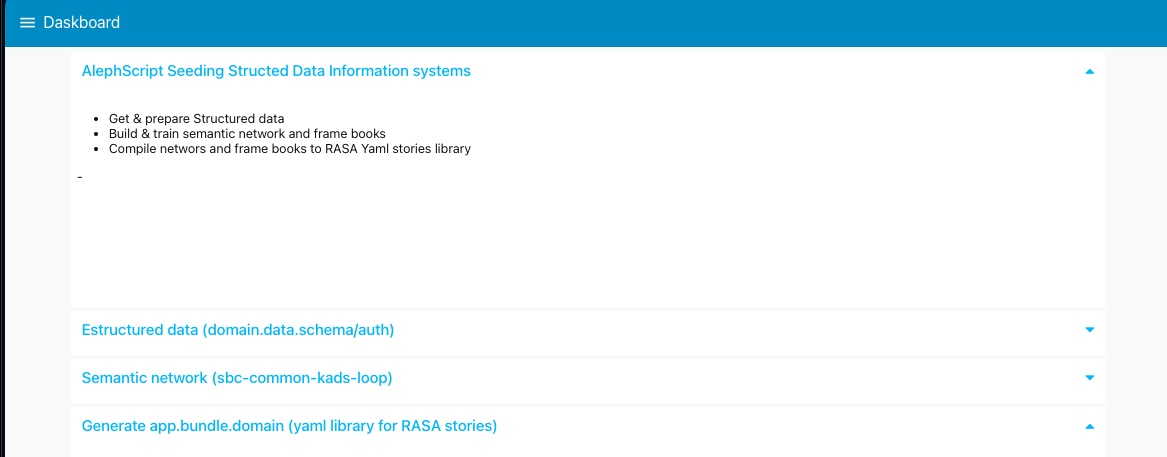 Daskboard
AlephScript Seeding Structed Data Information systems
• Get & prepare Structured data
• Build & train semantic network and frame books
• Compile networs and frame books to RASA Yaml stories library
-
Estructured data (domain.data.schema/auth)
Semantic network (sbc-common-kads-loop)
Generate app.bundle.domain (yaml library for RASA stories)